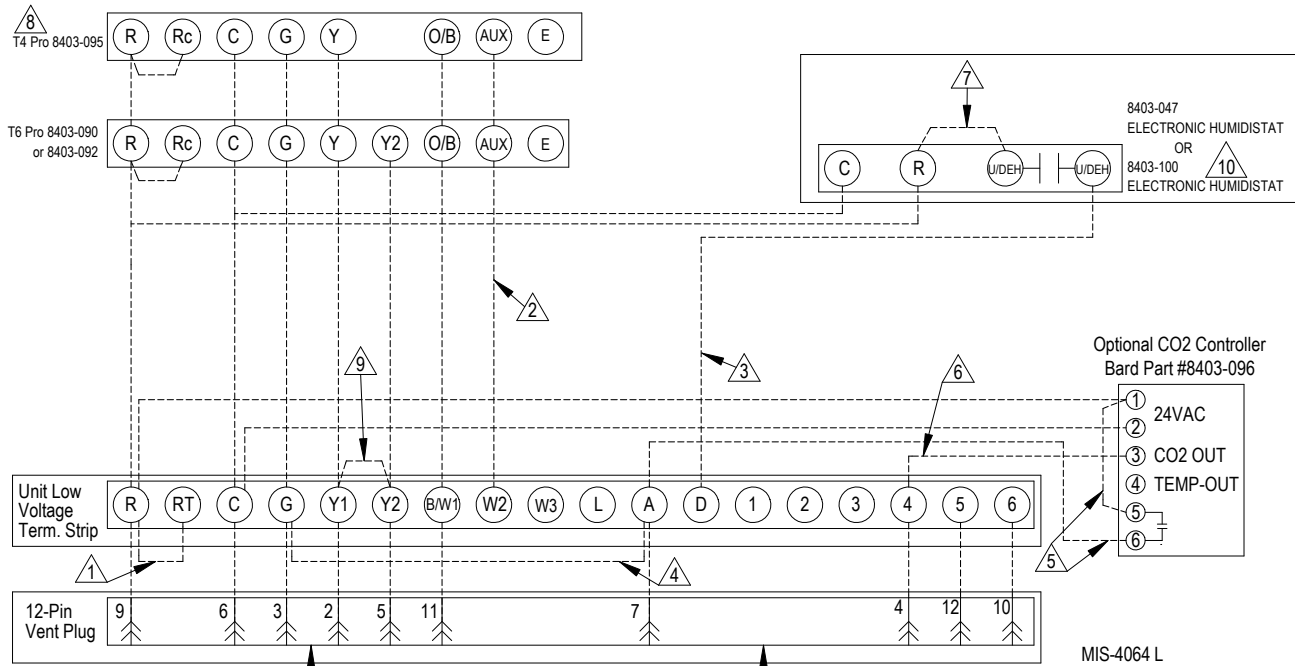 8
T4 Pro 8403-095
R Rc C G Y O/B AUX E
T6 Pro 8403-090
or 8403-092
R Rc C G Y Y2 O/B AUX E
7
8403-047
ELECTRONIC HUMIDISTAT
OR
8403-100
ELECTRONIC HUMIDISTAT
10
C R U/DEH U/DEH
2
3
9
6
Optional CO2 Controller
Bard Part #8403-096
1
24VAC
2
3 CO2 OUT
4 TEMP-OUT
5
6
5
Unit Low
Voltage
Term. Strip
R RT C G Y1 Y2 B/W1 W2 W3 L A D 1 2 3 4 5 6
1
4
12-Pin
Vent Plug
9 6 3 2 5 11 7 4 12 10
MIS-4064 L